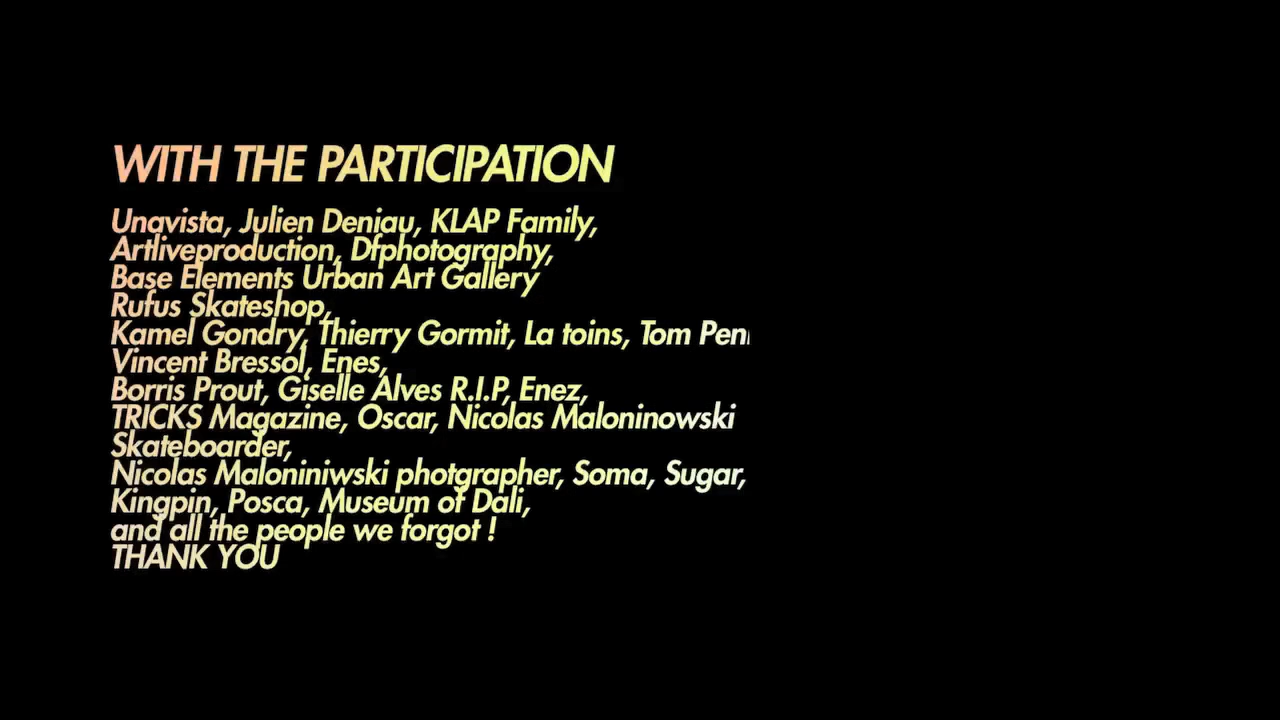 WITH THE PARTICIPATION
Unavista, Julien Deniau, KLAP Family,
Artliveproduction, Dfphotography,
Base Elements Urban Art Gallery
Rufus Skateshop,
Kamel Gondry, Thierry Gormit, La toins, Tom
Vincent Bressol, Enes,
Borris Prout, Giselle Alves R.I.P, Enez,
TRICKS Magazine, Oscar, Nicolas Maloninowski
Skateboarder,
Nicolas Maloniniwski photgrapher, Soma, Sugar,
Kingpin, Posca, Museum of Dali,
and all the people we forgot !
THANK YOU